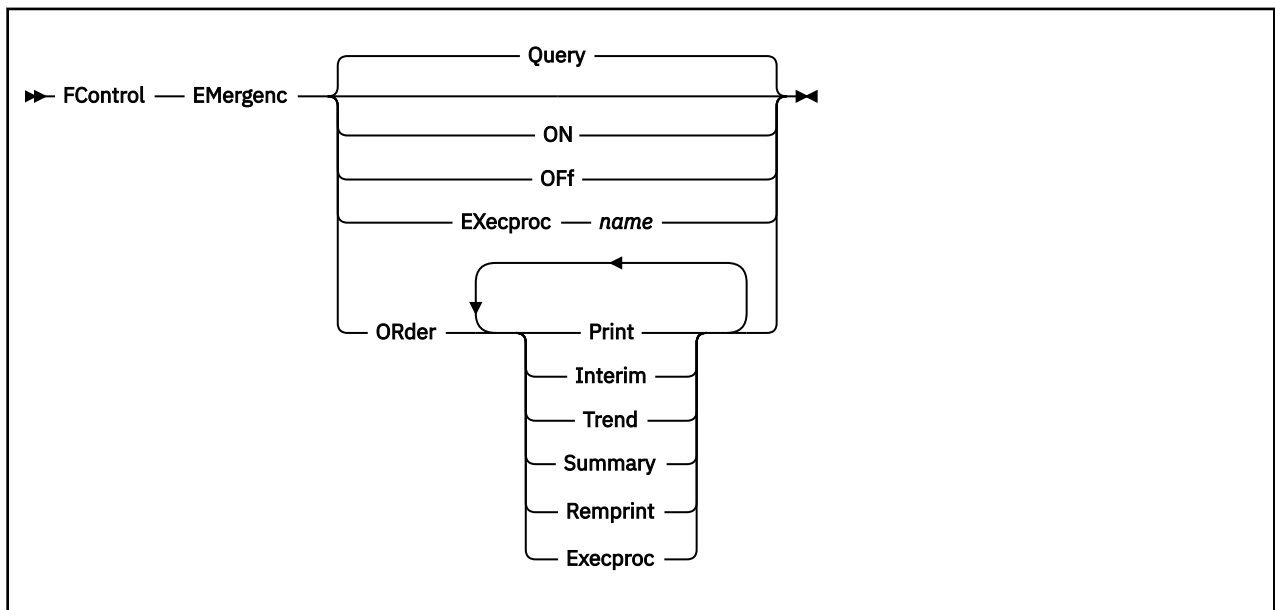 Query
FControl EMergenc
ON
OFf
EXecproc name
ORder Print
Interim
Trend
Summary
Remprint
Execproc